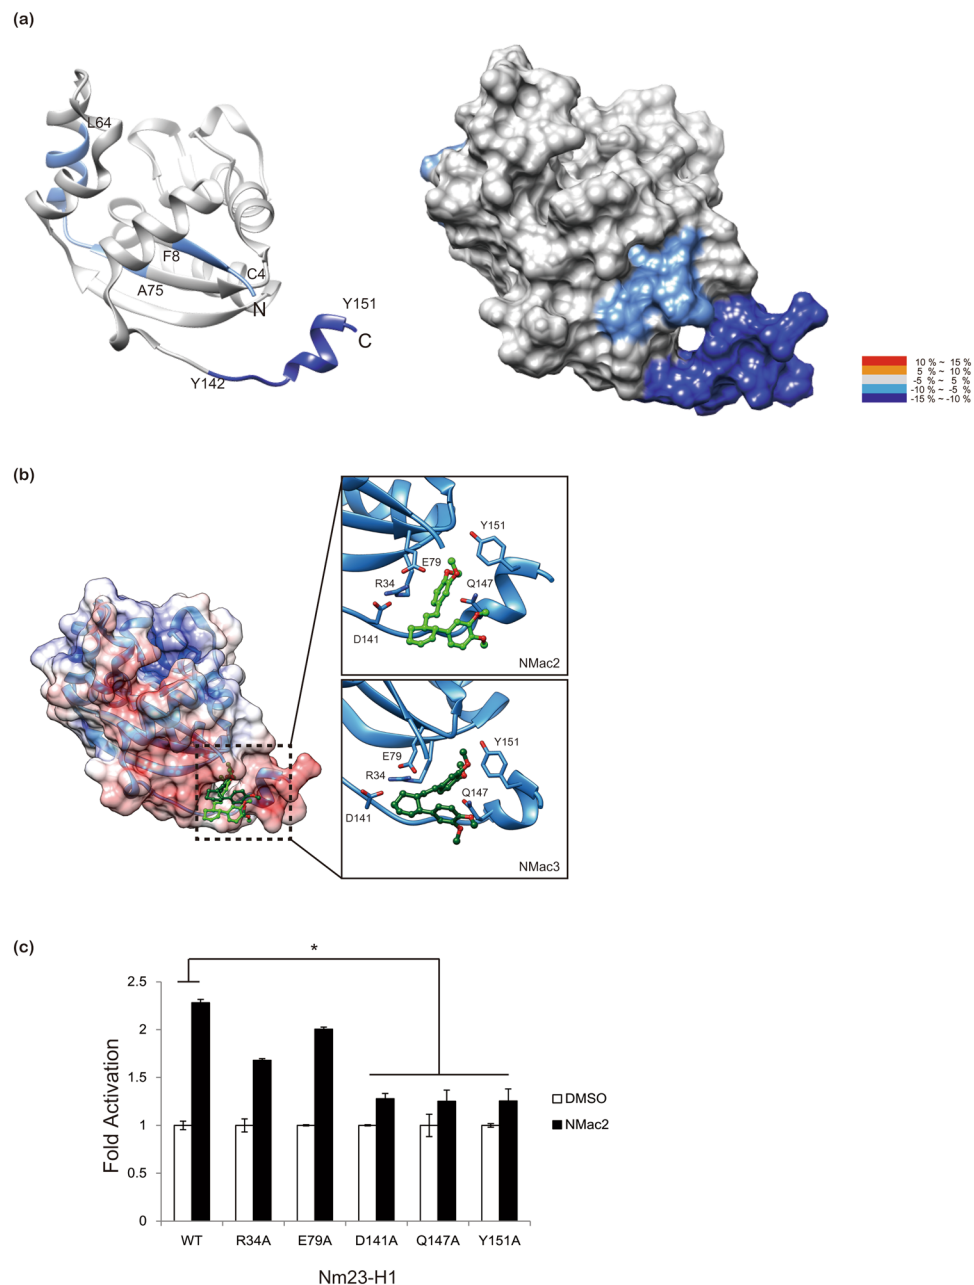 (a)
L64
F8
C4
A75
N
Y151
C
Y142
10 % ~ 15 %
5 % ~ 10 %
-5 % ~ 5 %
-10 % ~ -5 %
-15 % ~ -10 %
(b)
Y151
E79
R34
Q147
D141
NMac2
Y151
E79
R34
Q147
D141
NMac3
(c)
*
Fold Activation
2.5
2
1.5
1
0.5
0
DMSO
NMac2
WT R34A E79A D141A Q147A Y151A
Nm23-H1